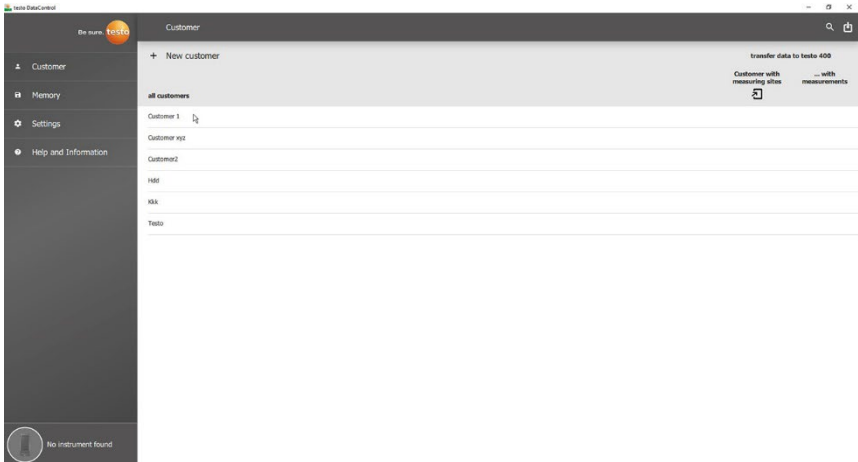 testo DataControl
Be sure. testo
Customer
Customer
Memory
Settings
Help and Information
No instrument found
+ New customer
transfer data to testo 400
Customer with
measuring sites
... with
measurements
all customers
Customer 1
Customer xyz
Customer2
Hdd
Kkk
Testo